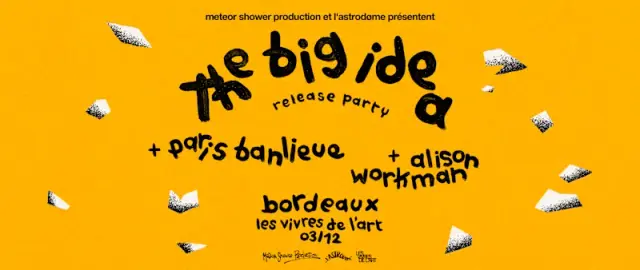 meteor shower production et l'astrodome présentent
the big idea
release party
+ paris banlieue
+ alison workman
bordeaux
les vivres de l'art
03/12